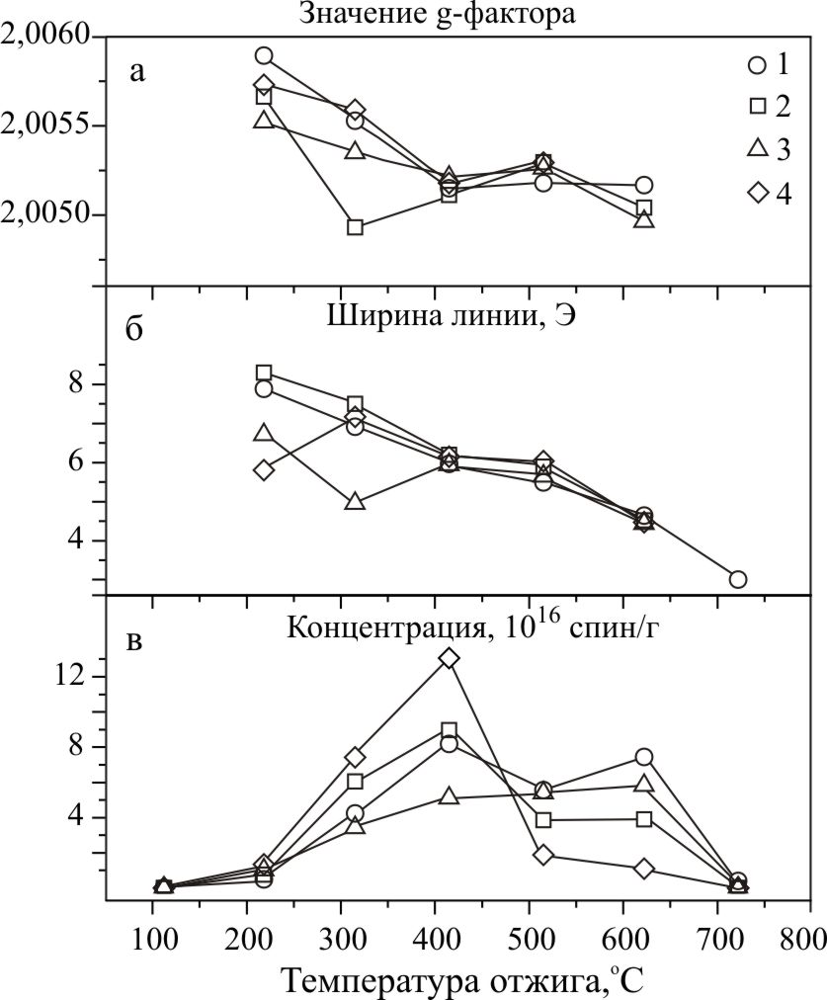 Значение g-фактора
2,0060
а
1
2
2,0055
3
4
2,0050
б
Ширина линии, Э
8
6
4
в
Концентрация, 10¹⁶ спин/г
12
8
4
100 200 300 400 500 600 700 800
Температура отжига,°С